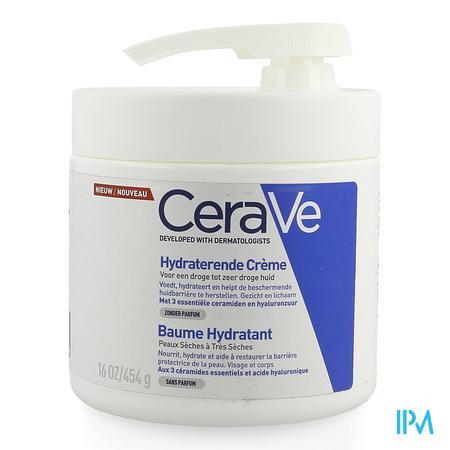 NIEUW / NOUVEAU
CeraVe
DEVELOPED WITH DERMATOLOGISTS
Hydraterende Crème
Voor een droge tot zeer droge huid
Voedt, hydrateert en helpt de beschermende
huidbarrière te herstellen. Gezicht en lichaam
Met 3 essentiële ceramiden en hyaluronzuur
ZONDER PARFUM
Baume Hydratant
Peaux Sèches à Très Sèches
Nourrit, hydrate et aide à restaurer la barrière
protectrice de la peau. Visage et corps
Aux 3 céramides essentiels et acide hyaluronique
SANS PARFUM
16 OZ/454 g
IPM